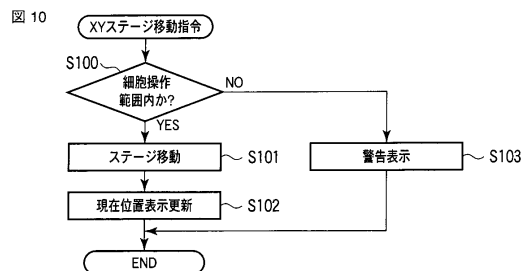 図 10
XYステージ移動指令
S100
細胞操作
範囲内か?
NO
YES
ステージ移動
S101
警告表示
S103
現在位置表示更新
S102
END